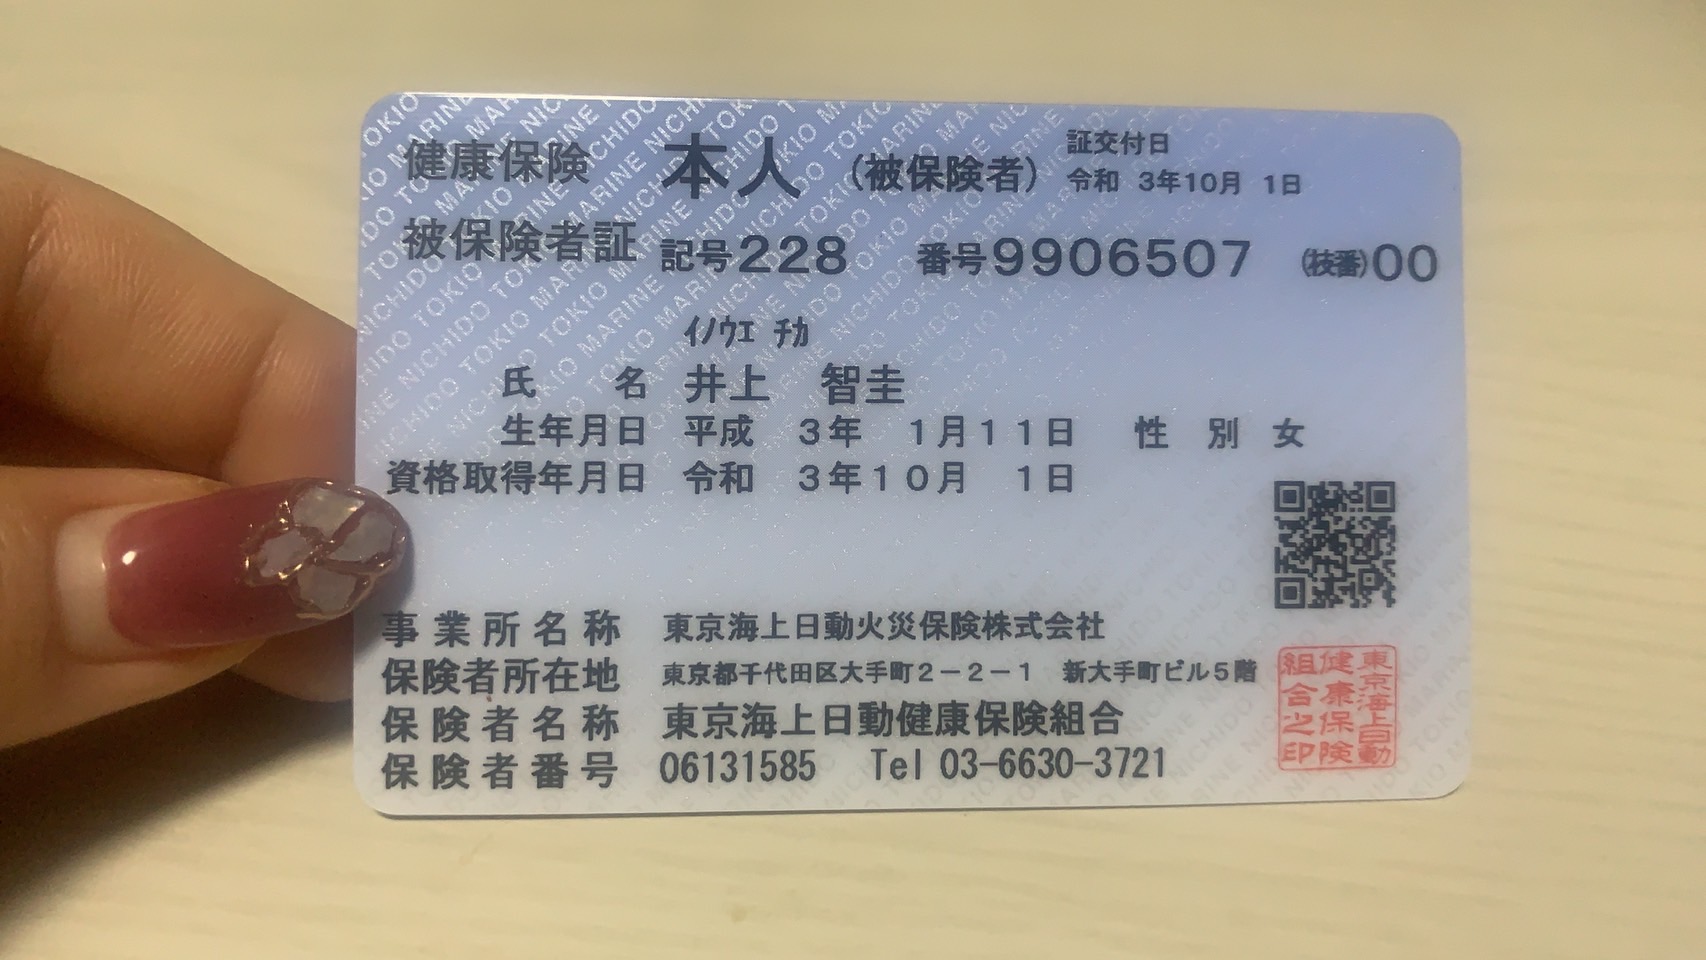 健康保険 本人 (被保険者) 証交付日
令和 3年10月 1日
被保険者証 記号228 番号9906507 (枝番)00
ｲﾉｳｴ ﾁｶ
氏 名 井上 智圭
生年月日 平成 3年 1月11日 性別 女
資格取得年月日 令和 3年10月 1日
事業所名称 東京海上日動火災保険株式会社
保険者所在地 東京都千代田区大手町2-2-1 新大手町ビル5階
保険者名称 東京海上日動健康保険組合
保険者番号 06131585 Tel 03-6630-3721
東京海上日動健康保険組合之印
TOKIO MARINE NICHIDO